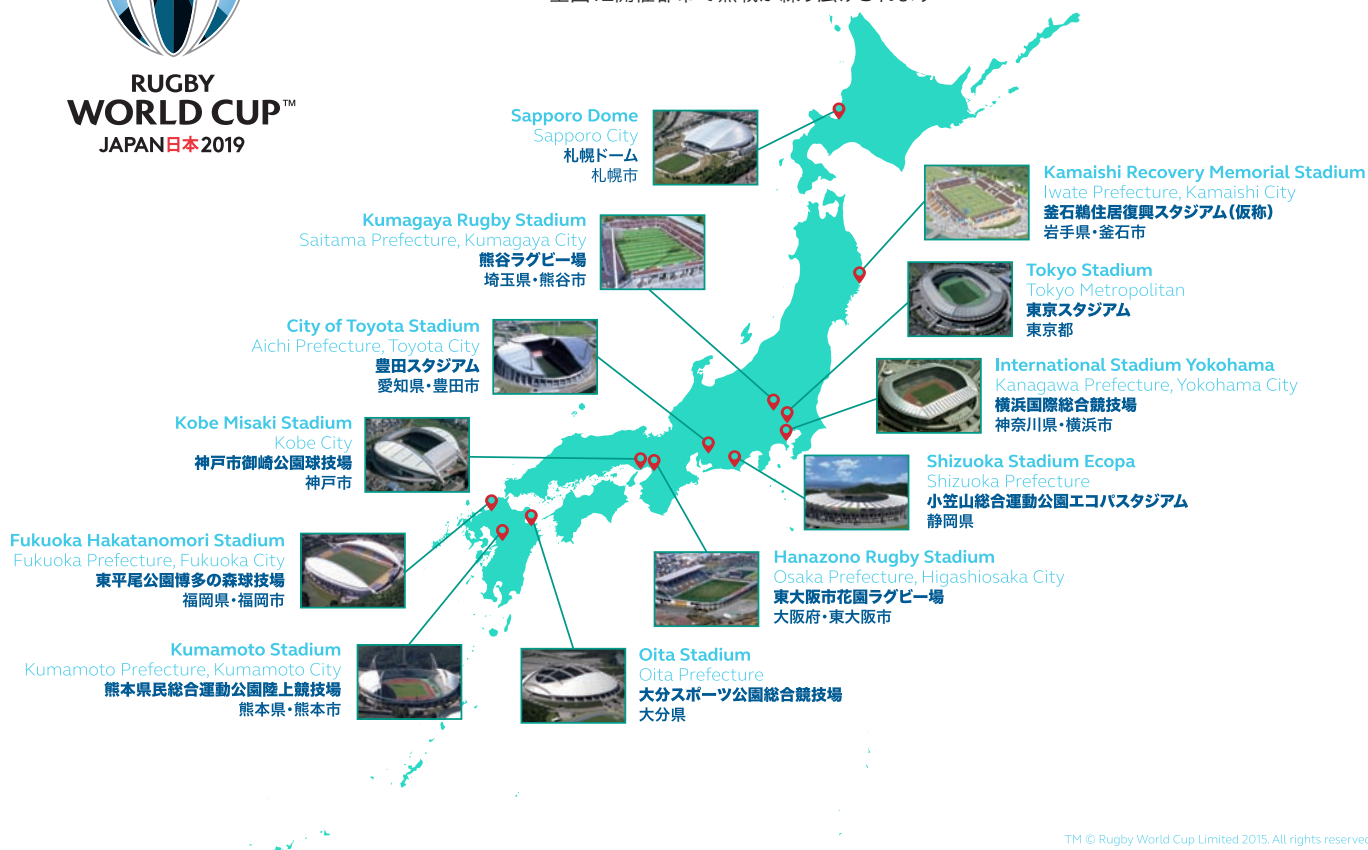 RUGBY
WORLD CUP™
JAPAN日本2019
Sapporo Dome
Sapporo City
札幌ドーム
札幌市
Kamaishi Recovery Memorial Stadium
Iwate Prefecture, Kamaishi City
釜石鵜住居復興スタジアム(仮称)
岩手県・釜石市
Kumagaya Rugby Stadium
Saitama Prefecture, Kumagaya City
熊谷ラグビー場
埼玉県・熊谷市
Tokyo Stadium
Tokyo Metropolitan
東京スタジアム
東京都
City of Toyota Stadium
Aichi Prefecture, Toyota City
豊田スタジアム
愛知県・豊田市
International Stadium Yokohama
Kanagawa Prefecture, Yokohama City
横浜国際総合競技場
神奈川県・横浜市
Kobe Misaki Stadium
Kobe City
神戸市御崎公園球技場
神戸市
Shizuoka Stadium Ecopa
Shizuoka Prefecture
小笠山総合運動公園エコパスタジアム
静岡県
Fukuoka Hakatanomori Stadium
Fukuoka Prefecture, Fukuoka City
東平尾公園博多の森球技場
福岡県・福岡市
Hanazono Rugby Stadium
Osaka Prefecture, Higashiosaka City
東大阪市花園ラグビー場
大阪府・東大阪市
Kumamoto Stadium
Kumamoto Prefecture, Kumamoto City
熊本県民総合運動公園陸上競技場
熊本県・熊本市
Oita Stadium
Oita Prefecture
大分スポーツ公園総合競技場
大分県
TM © Rugby World Cup Limited 2015. All rights reserved